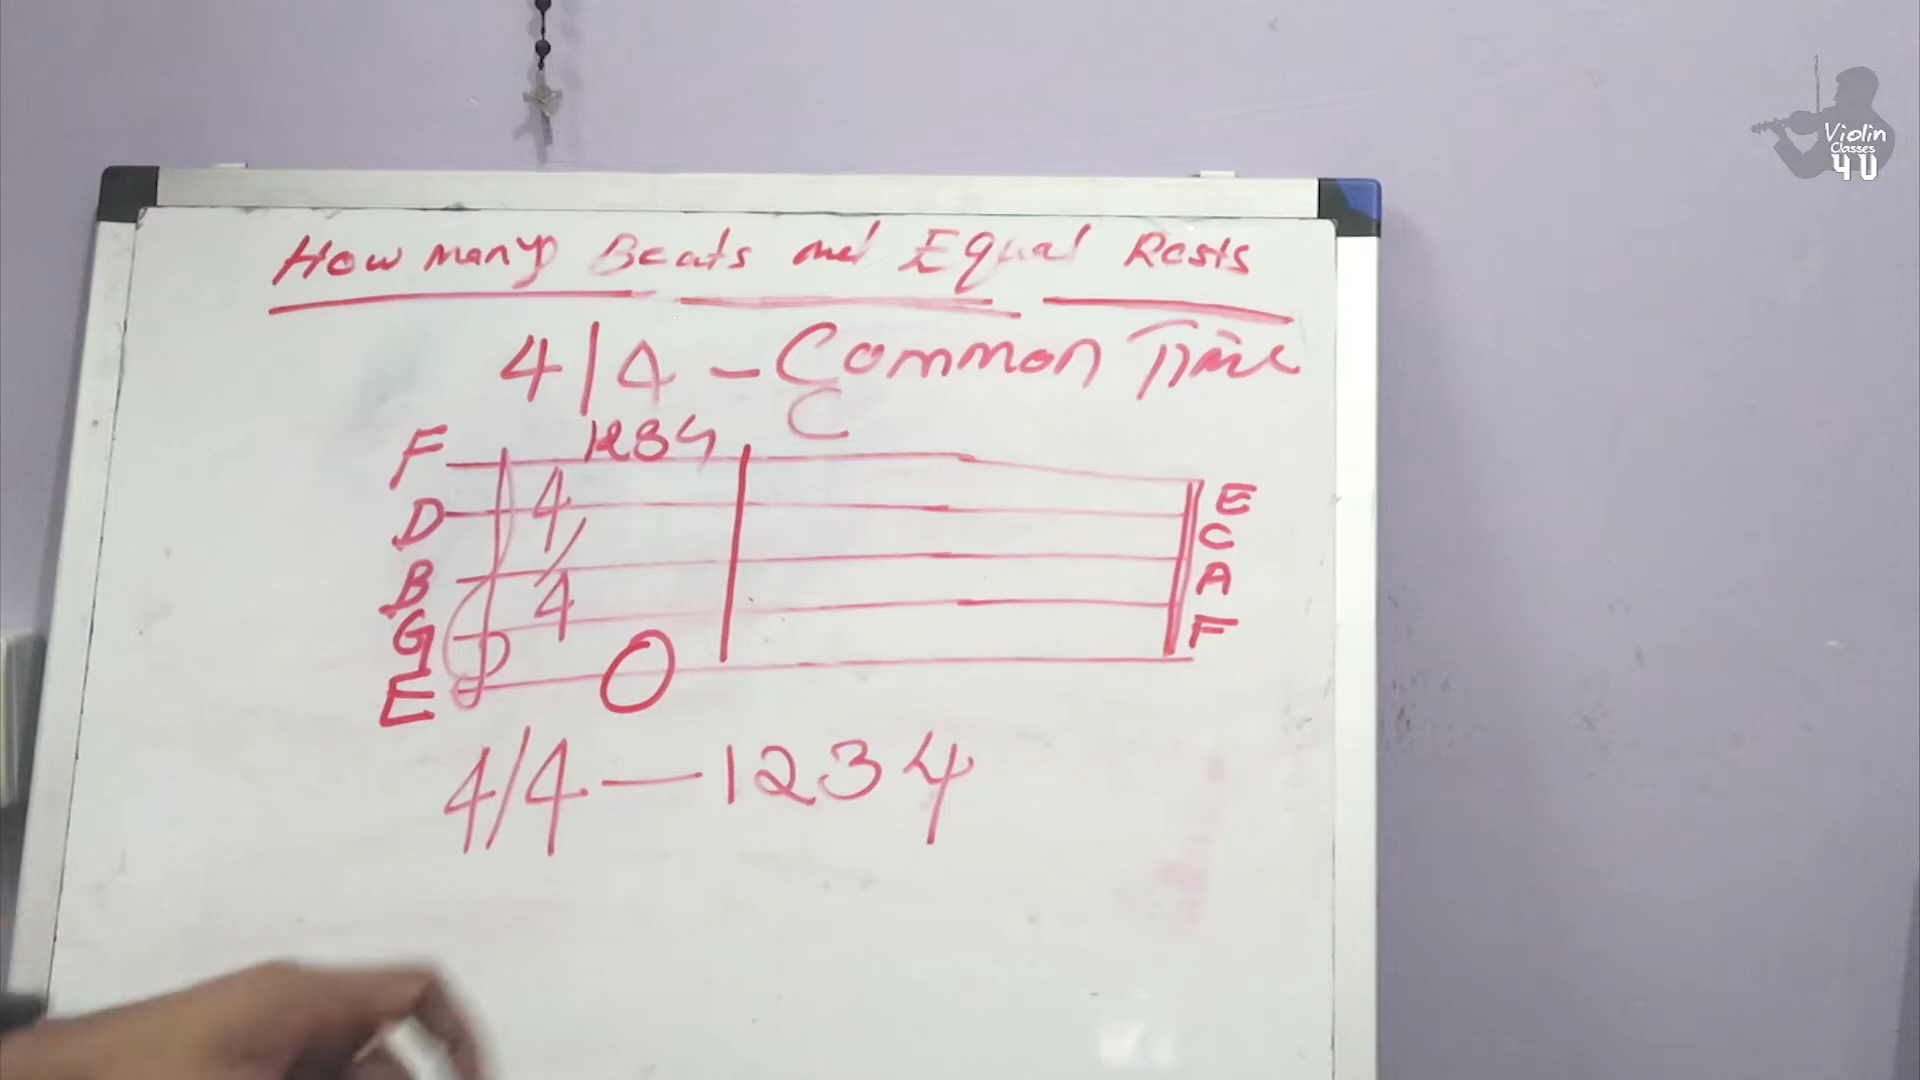 How many Beats and Equal Rests
4/4 - Common Time
C
1234
F
D
B
G
E
4/4
E
C
A
F
4/4 — 1234
Violin
Classes
4U